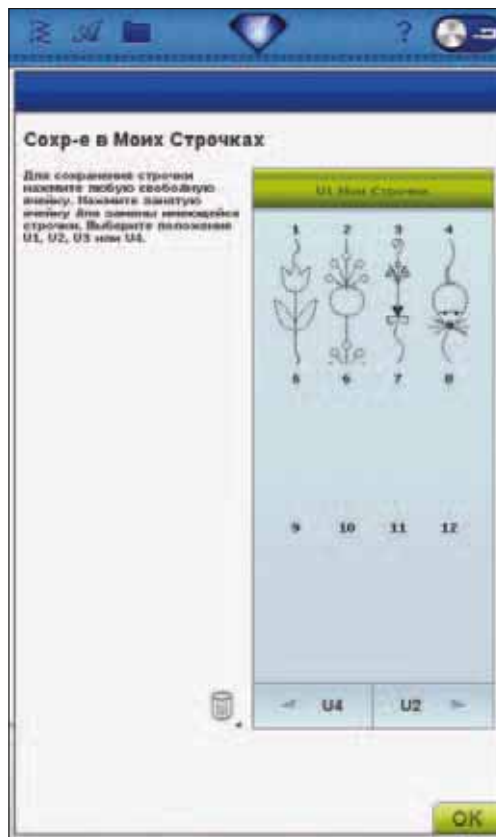 ?
Сохр-е в Моих Строчках
Для сохранения строчки
нажмите любую свободную
ячейку. Нажмите занятую
ячейку для замены имеющейся
строчки. Выберите положения
U1, U2, U3 или U4.
U1 Мои Строчки
1 2 3 4
5 6 7 8
9 10 11 12
U4 U2
OK